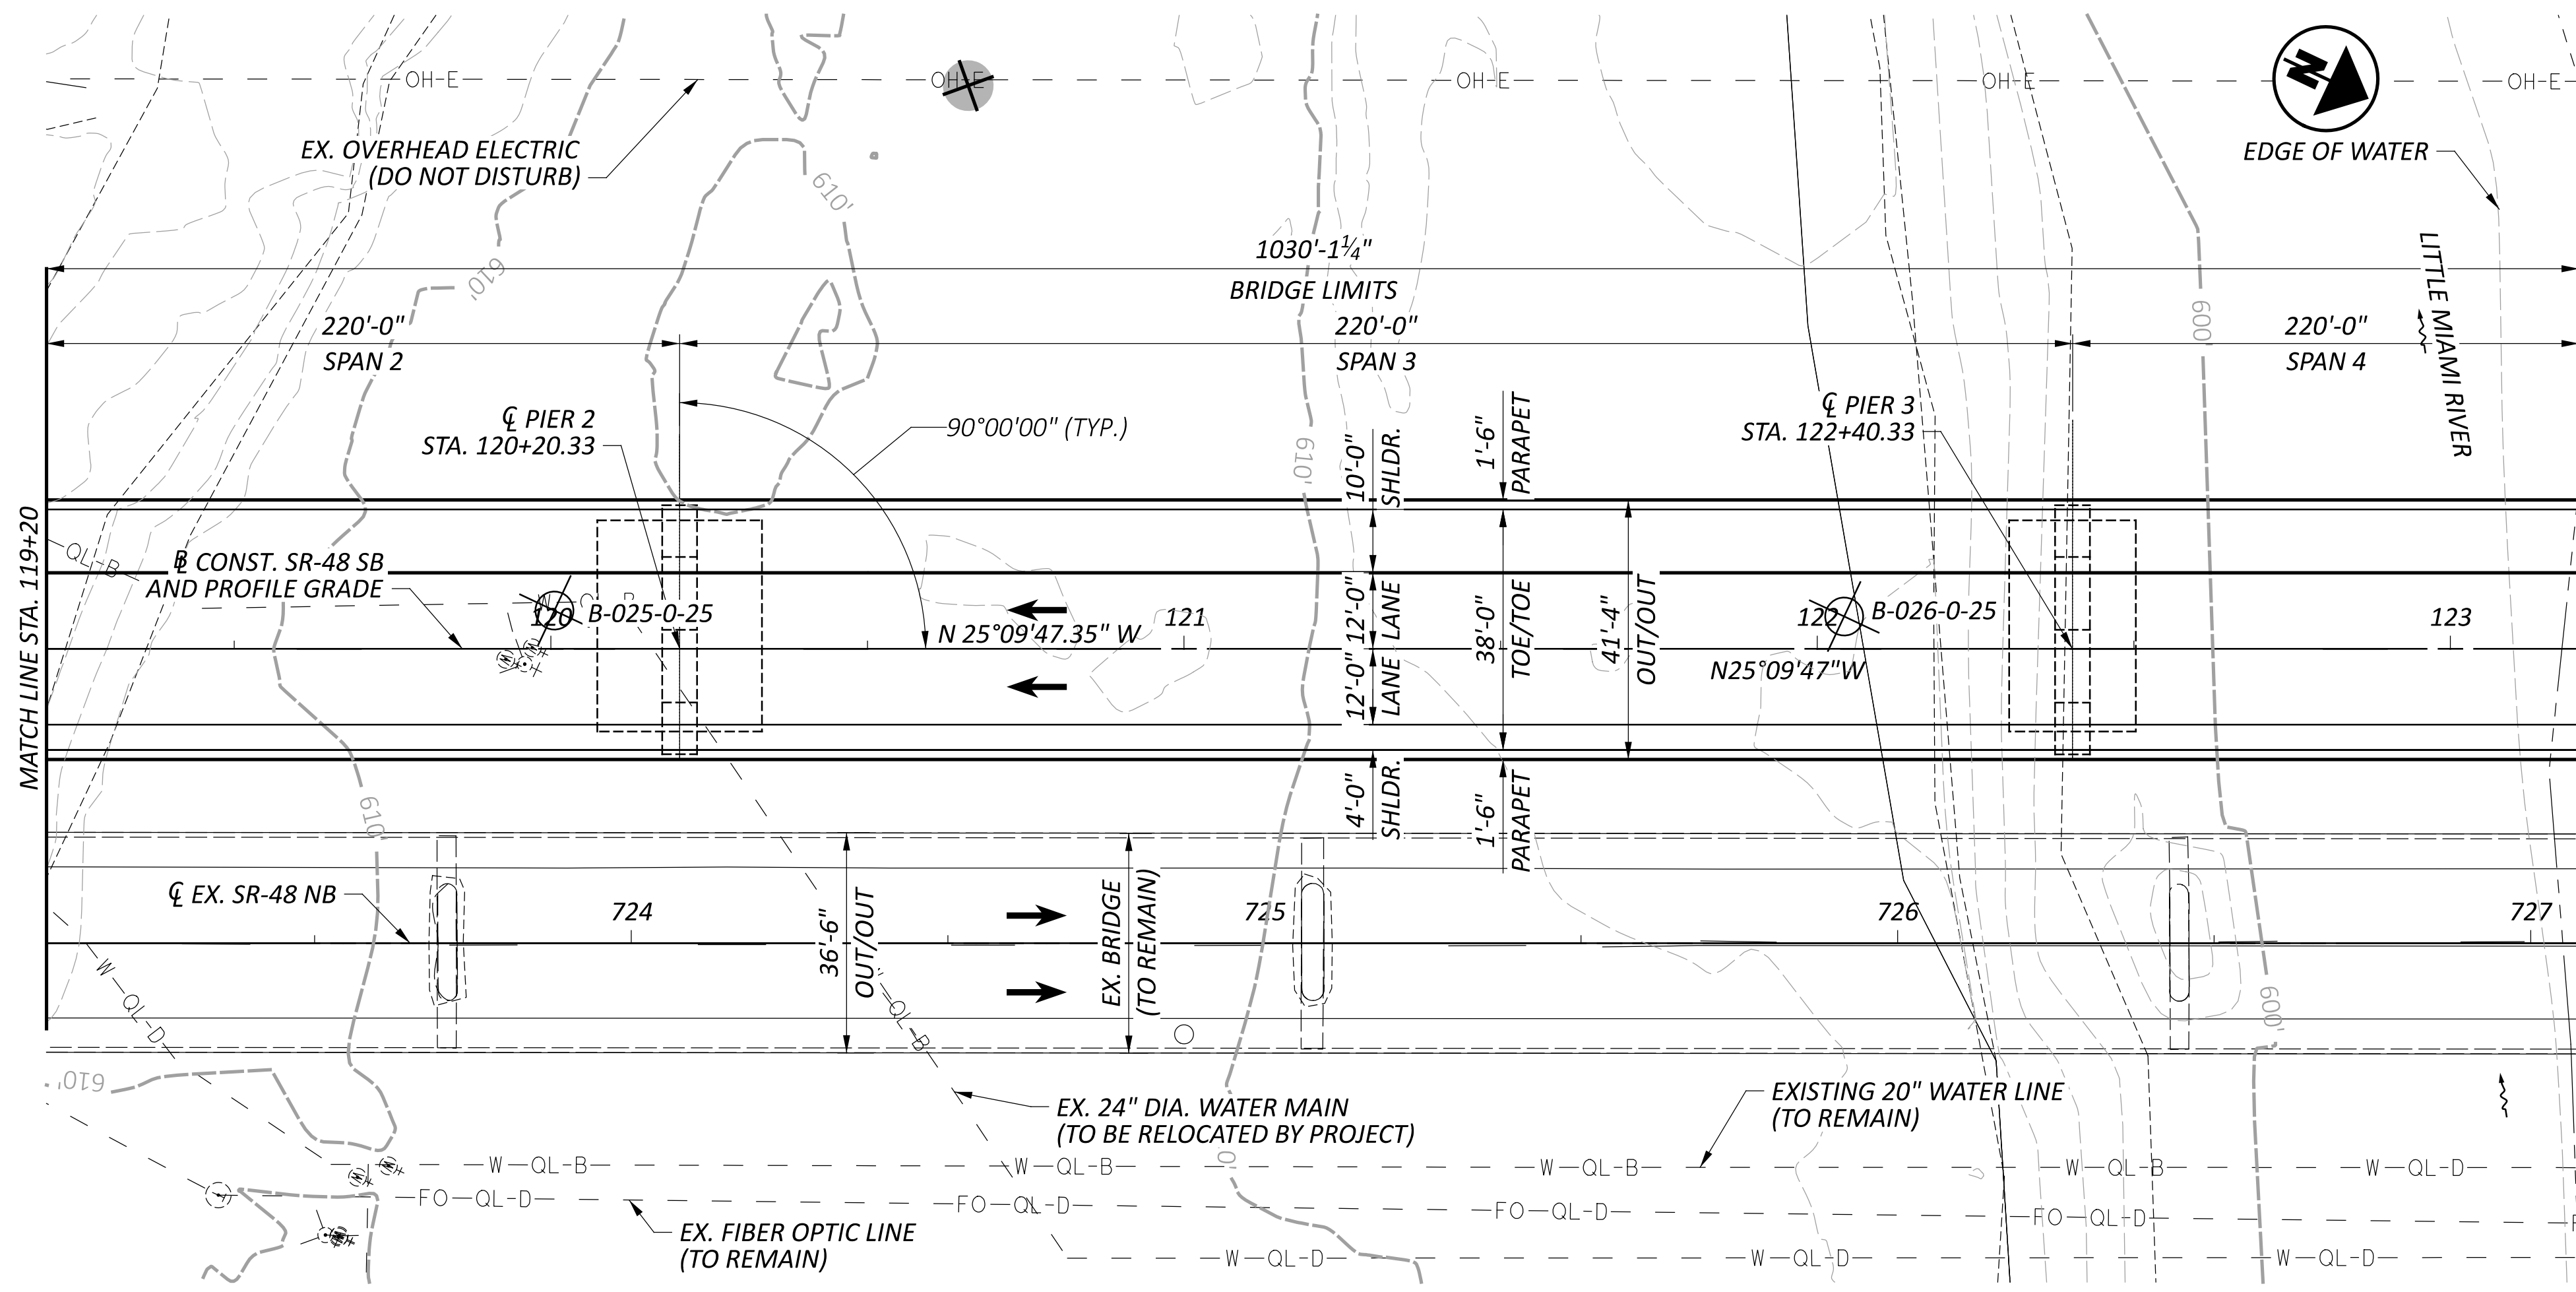 OH-E
OH-E
OH-E
OH-E
OH-E
N
EX. OVERHEAD ELECTRIC
(DO NOT DISTURB)
EDGE OF WATER
610'
610'
1030'-1¼"
BRIDGE LIMITS
LITTLE MIAMI RIVER
600'
220'-0"
SPAN 2
220'-0"
SPAN 3
220'-0"
SPAN 4
℄ PIER 2
STA. 120+20.33
90°00'00" (TYP.)
℄ PIER 3
STA. 122+40.33
610'
10'-0"
SHLDR.
1'-6"
PARAPET
MATCH LINE STA. 119+20
QL-B
B̲L CONST. SR-48 SB
AND PROFILE GRADE
120
B-025-0-25
N 25°09'47.35" W
121
12'-0"
LANE
12'-0"
LANE
38'-0"
TOE/TOE
41'-4"
OUT/OUT
122
B-026-0-25
N25°09'47"W
123
4'-0"
SHLDR.
1'-6"
PARAPET
610'
℄ EX. SR-48 NB
724
725
726
727
36'-6"
OUT/OUT
EX. BRIDGE
(TO REMAIN)
W QL-D
QL-B
600'
610'
EX. 24" DIA. WATER MAIN
(TO BE RELOCATED BY PROJECT)
EXISTING 20" WATER LINE
(TO REMAIN)
W QL-B
W QL-B
W QL-B
W QL-B
W QL-D
FO QL-D
FO QL-D
FO QL-D
FO QL-D
EX. FIBER OPTIC LINE
(TO REMAIN)
W QL-D
W QL-D
W QL-D